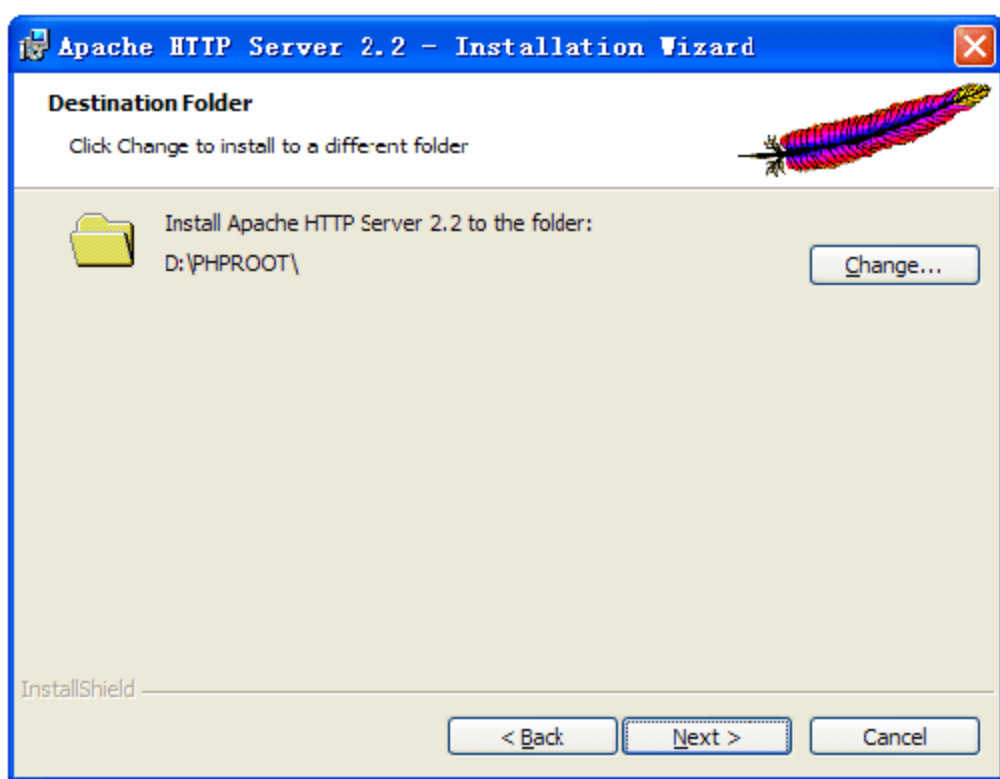 Apache HTTP Server 2.2 - Installation Wizard
Destination Folder
Click Change to install to a different folder
Install Apache HTTP Server 2.2 to the folder:
D:\PHPROOT\
Change...
InstallShield
< Back
Next >
Cancel